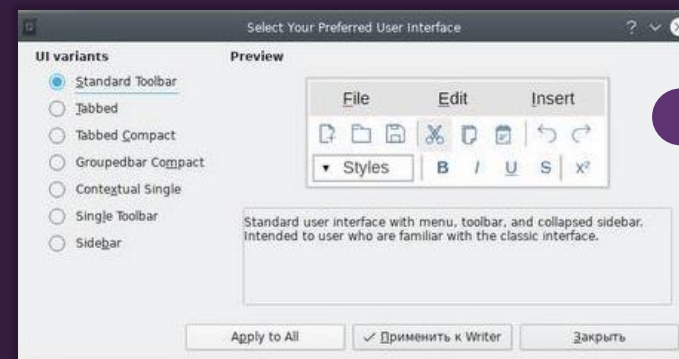 Select Your Preferred User Interface ?
UI variants
Standard Toolbar
Tabbed
Tabbed Compact
Groupedbar Compact
Contextual Single
Single Toolbar
Sidebar
Preview
File Edit Insert
Styles B I U S X²
Standard user interface with menu, toolbar, and collapsed sidebar.
Intended to user who are familiar with the classic interface.
Apply to All Применить к Writer Закрыть